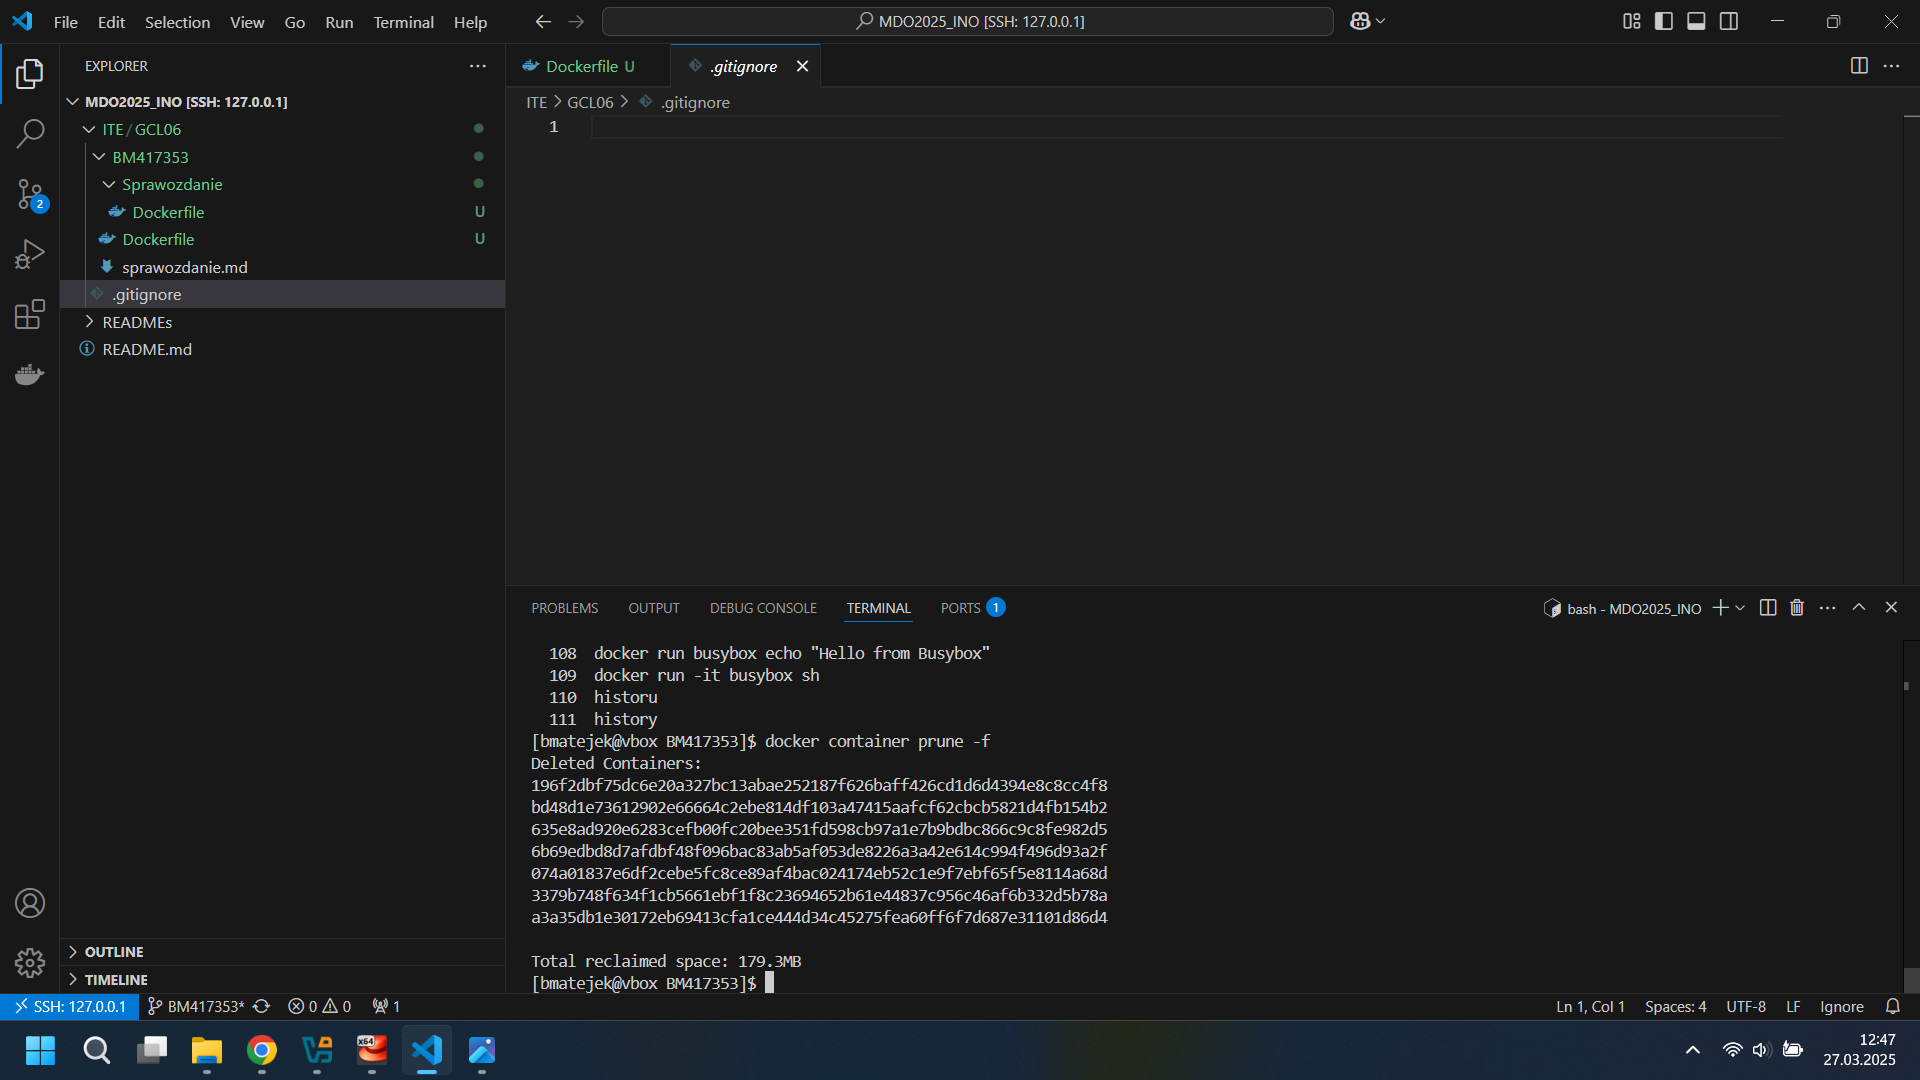 File Edit Selection View Go Run Terminal Help
MDO2025_INO [SSH: 127.0.0.1]
EXPLORER
MDO2025_INO [SSH: 127.0.0.1]
ITE / GCL06
BM417353
Sprawozdanie
Dockerfile U
Dockerfile U
sprawozdanie.md
.gitignore
READMEs
README.md
2
OUTLINE
TIMELINE
Dockerfile U
.gitignore
ITE > GCL06 > .gitignore
1
PROBLEMS OUTPUT DEBUG CONSOLE TERMINAL PORTS 1
bash - MDO2025_INO
108 docker run busybox echo "Hello from Busybox"
109 docker run -it busybox sh
110 historu
111 history
[bmatejek@vbox BM417353]$ docker container prune -f
Deleted Containers:
196f2dbf75dc6e20a327bc13abae252187f626baff426cd1d6d4394e8c8cc4f8
bd48d1e73612902e66664c2ebe814df103a47415aafcf62cbcb5821d4fb154b2
635e8ad920e6283cefb00fc20bee351fd598cb97a1e7b9bdbc866c9c8fe982d5
6b69edbd8d7afdbf48f096bac83ab5af053de8226a3a42e614c994f496d93a2f
074a01837e6df2cebe5fc8ce89af4bac024174eb52c1e9f7ebf65f5e8114a68d
3379b748f634f1cb5661ebf1f8c23694652b61e44837c956c46af6b332d5b78a
a3a35db1e30172eb69413cfa1ce444d34c45275fea60ff6f7d687e31101d86d4
Total reclaimed space: 179.3MB
[bmatejek@vbox BM417353]$
SSH: 127.0.0.1 BM417353* 0 0 1
Ln 1, Col 1 Spaces: 4 UTF-8 LF Ignore
x64
12:47
27.03.2025